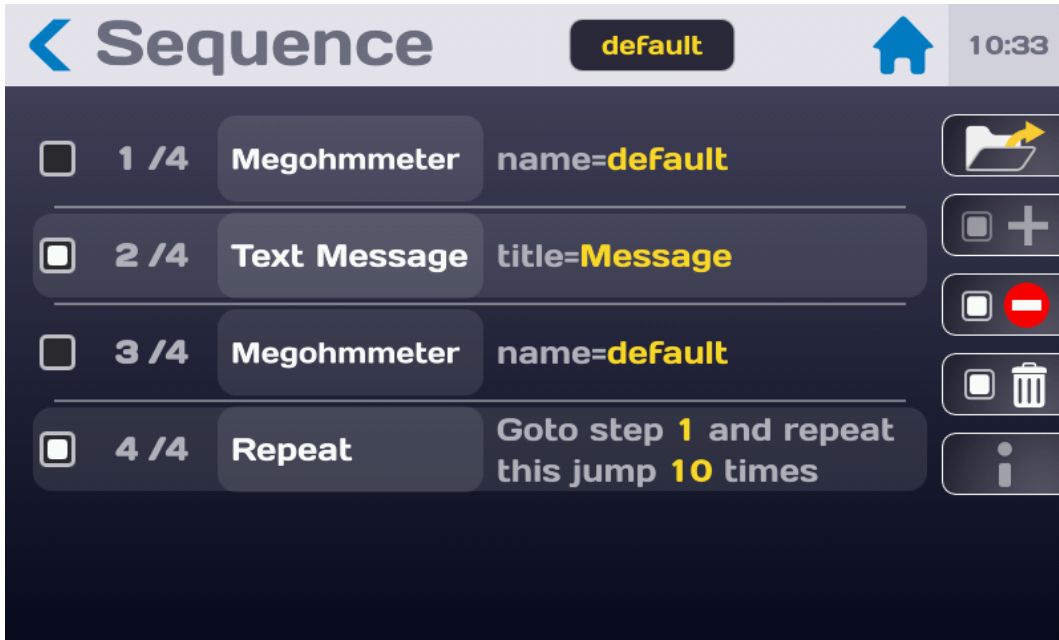 Sequence
default
10:33
1 /4 Megohmmeter name=default
2 /4 Text Message title=Message
3 /4 Megohmmeter name=default
4 /4 Repeat Goto step 1 and repeat
this jump 10 times